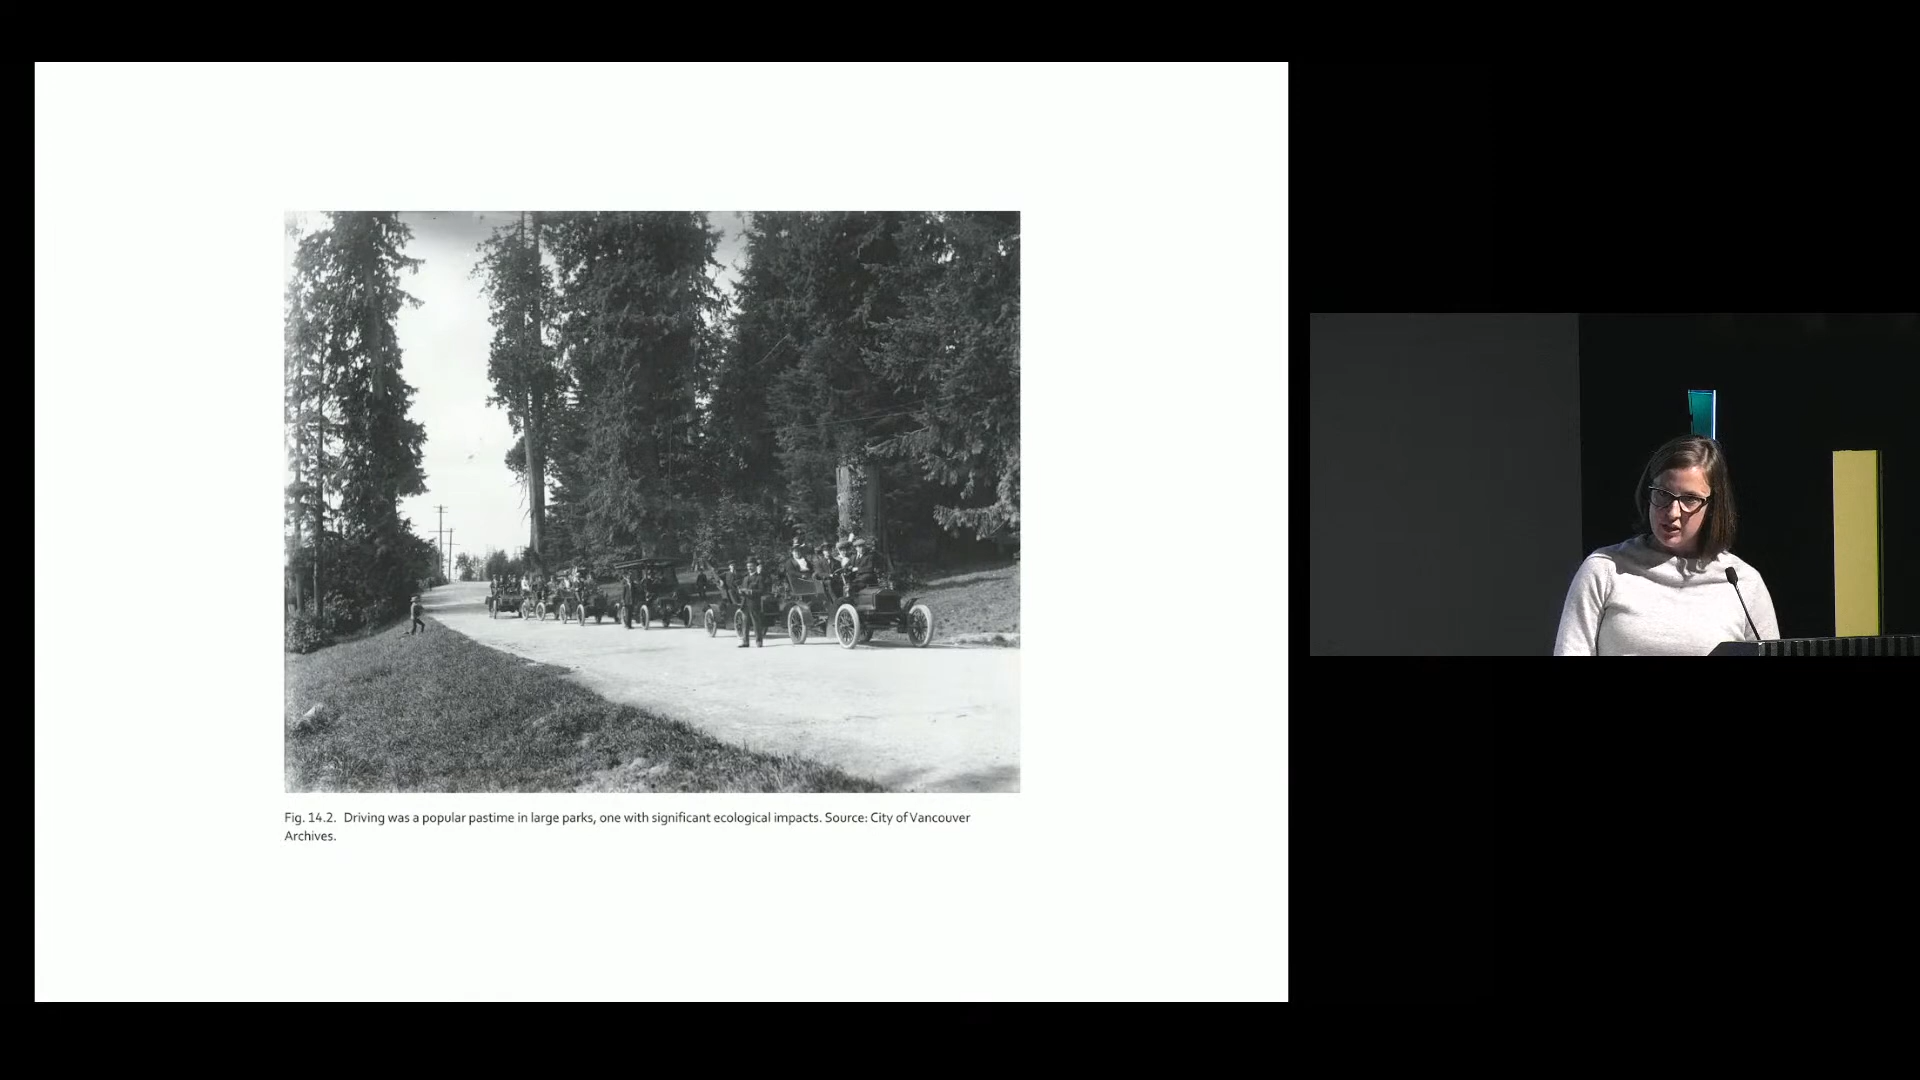 Fig. 14.2. Driving was a popular pastime in large parks, one with significant ecological impacts. Source: City of Vancouver
Archives.